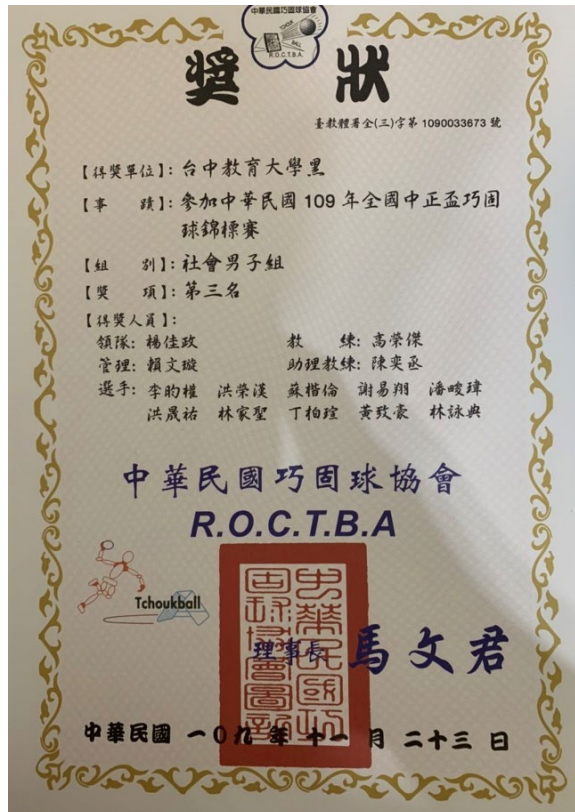 中華民國巧固球協會
TCHOUK BALL
R.O.C.T.B.A.
獎狀
臺教體署全(三)字第 1090033673 號
【得獎單位】：台中教育大學黑
【事 蹟】：參加中華民國 109 年全國中正盃巧固
球錦標賽
【組 別】：社會男子組
【獎 項】：第三名
【得獎人員】：
領隊：楊佳政 教 練：高榮傑
管理：賴文璇 助理教練：陳奕丞
選手：李昀權 洪榮漢 蘇楷倫 謝易翔 潘畯瑋
洪晟祐 林家聖 丁柏瑄 黃致豪 林詠典
中華民國巧固球協會
R.O.C.T.B.A
Tchoukball
中華民國巧固球協會圖記
理事長 馬文君
中華民國 一０九 年 十一 月 二十三 日